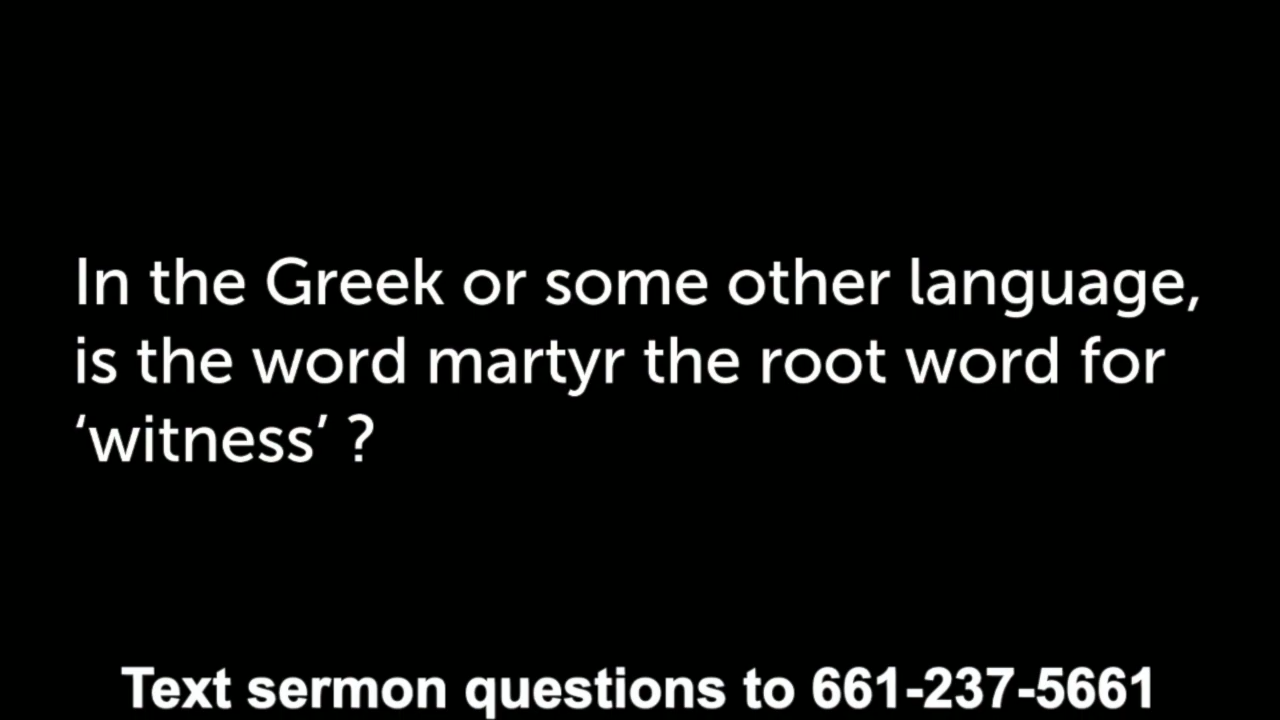 In the Greek or some other language,
is the word martyr the root word for
‘witness’ ?
Text sermon questions to 661-237-5661